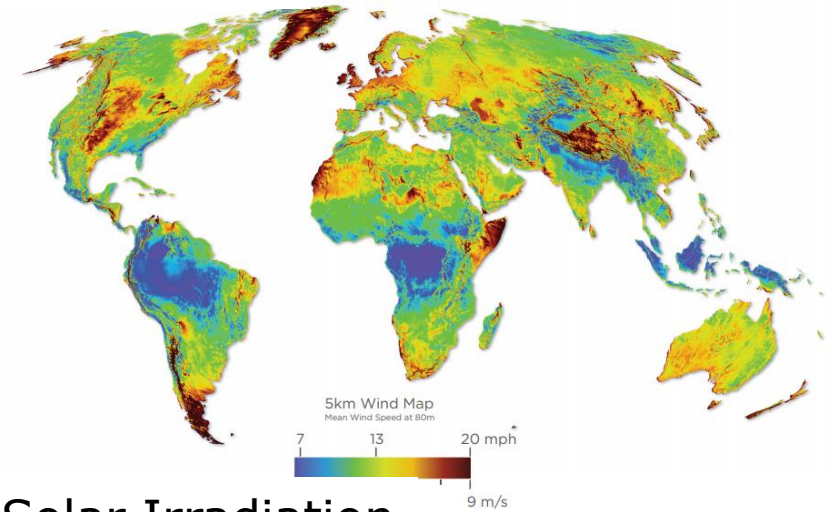 5km Wind Map
Mean Wind Speed at 80m
7 13 20 mph
9 m/s
Solar Irradiation